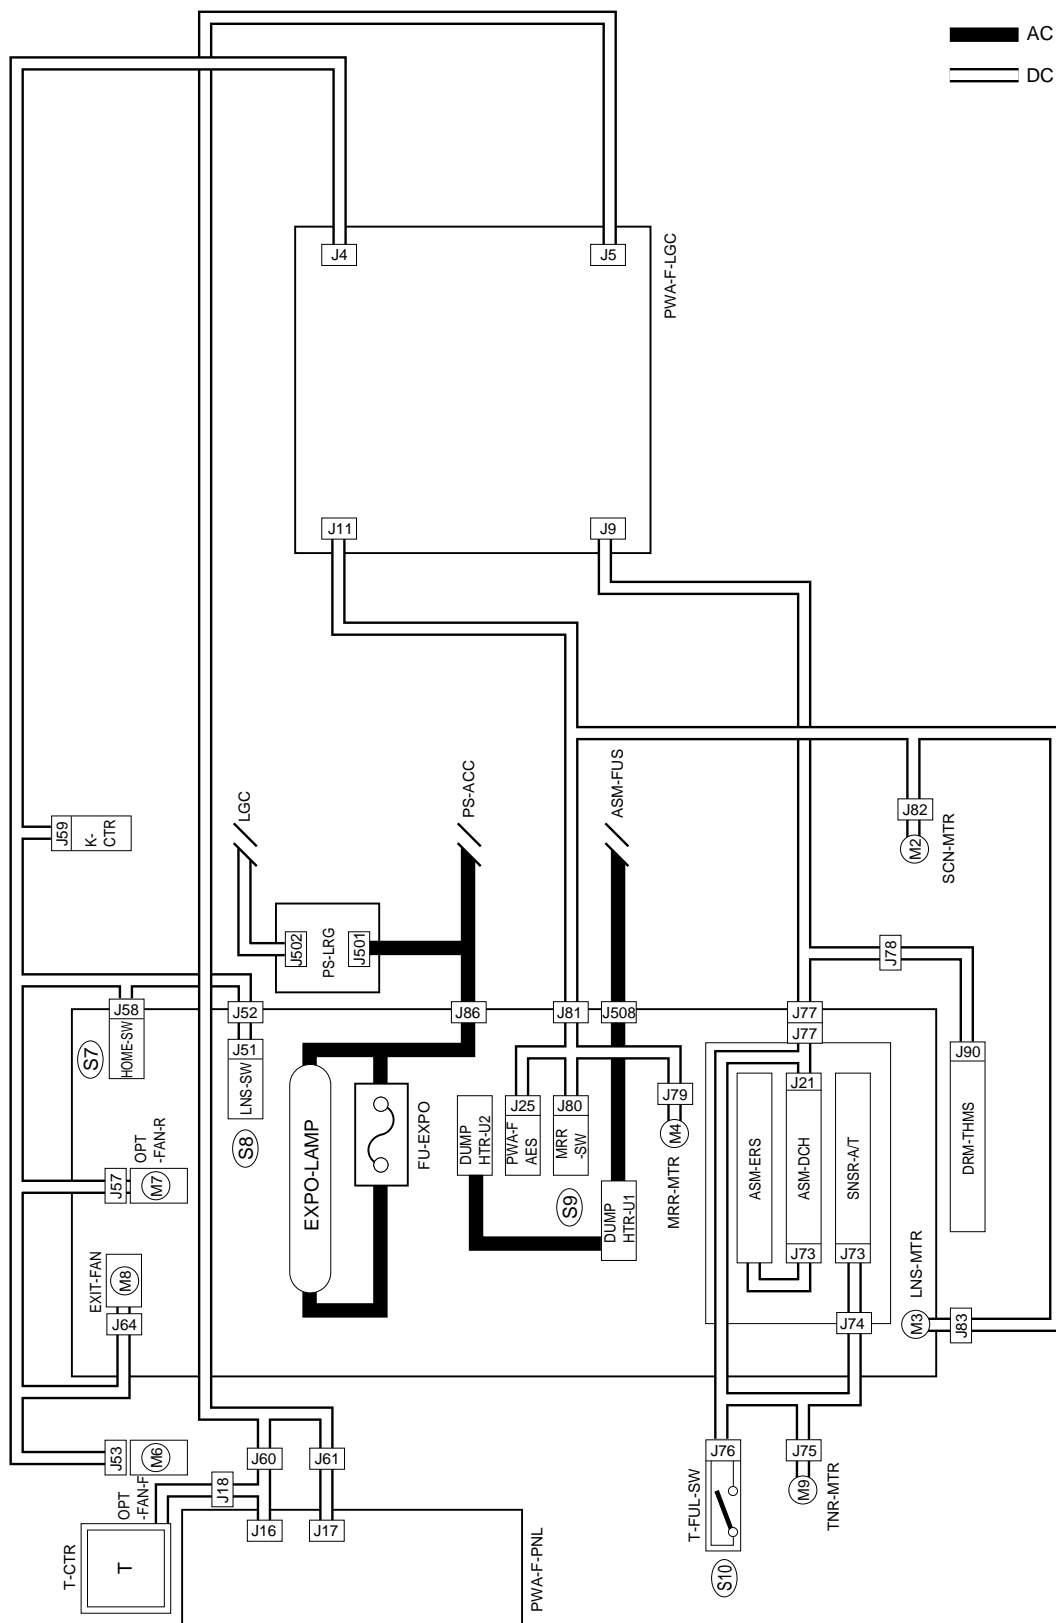 AC
DC
J4
J5
PWA-F-LGC
J11
J9
J59
K-
CTR
LGC
PS-ACC
ASM-FUS
J82
M2
SCN-MTR
J502
PS-LRG
J501
J78
J58
HOME-SW
S7
J52
J51
LNS-SW
S8
J86
J81
J508
J77
J77
J90
DRM-THMS
EXPO-LAMP
FU-EXPO
DUMP
HTR-U2
J25
PWA-F
AES
J80
MRR
-SW
S9
J79
M4
MRR-MTR
DUMP
HTR-U1
ASM-ERS
J21
ASM-DCH
J73
SNSR-A/T
J73
J74
OPT
-FAN-R
J57
M7
EXIT-FAN
M8
J64
LNS-MTR
M3
J83
J53
M6
OPT
-FAN-F
J60
J61
J18
J16
J17
T-CTR
T
PWA-F-PNL
T-FUL-SW
J76
S10
J75
M9
TNR-MTR